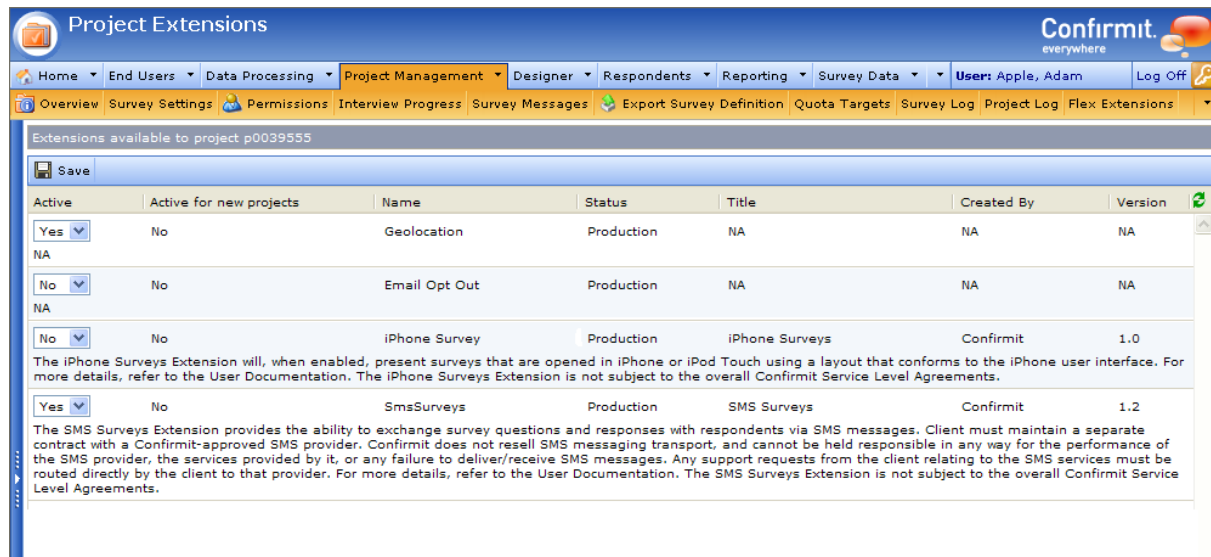 Project Extensions
Confirmit.
everywhere
Home End Users Data Processing Project Management Designer Respondents Reporting Survey Data User: Apple, Adam Log Off
Overview Survey Settings Permissions Interview Progress Survey Messages Export Survey Definition Quota Targets Survey Log Project Log Flex Extensions
Extensions available to project p0039555
Save
Active Active for new projects Name Status Title Created By Version
Yes No Geolocation Production NA NA NA
NA
No No Email Opt Out Production NA NA NA
NA
No No iPhone Survey Production iPhone Surveys Confirmit 1.0
The iPhone Surveys Extension will, when enabled, present surveys that are opened in iPhone or iPod Touch using a layout that conforms to the iPhone user interface. For
more details, refer to the User Documentation. The iPhone Surveys Extension is not subject to the overall Confirmit Service Level Agreements.
Yes No SmsSurveys Production SMS Surveys Confirmit 1.2
The SMS Surveys Extension provides the ability to exchange survey questions and responses with respondents via SMS messages. Client must maintain a separate
contract with a Confirmit-approved SMS provider. Confirmit does not resell SMS messaging transport, and cannot be held responsible in any way for the performance of
the SMS provider, the services provided by it, or any failure to deliver/receive SMS messages. Any support requests from the client relating to the SMS services must be
routed directly by the client to that provider. For more details, refer to the User Documentation. The SMS Surveys Extension is not subject to the overall Confirmit Service
Level Agreements.